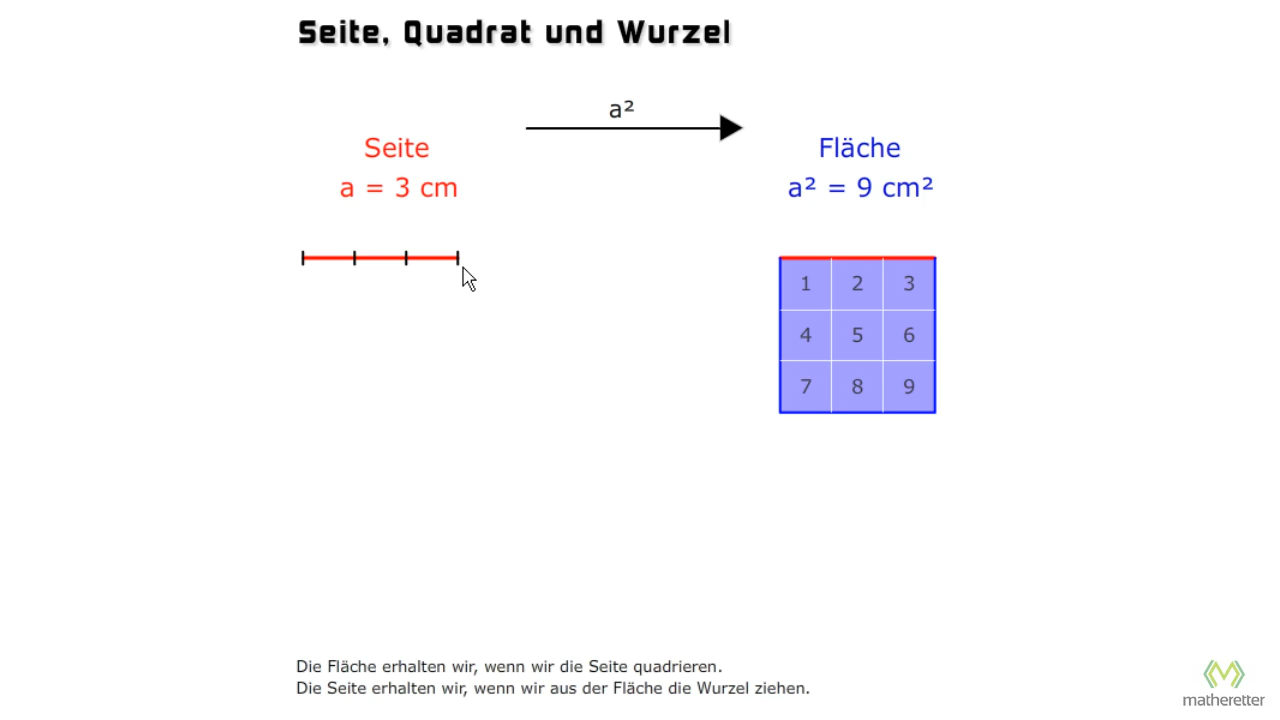 Seite, Quadrat und Wurzel
a²
Seite
a = 3 cm
Fläche
a² = 9 cm²
1 2 3
4 5 6
7 8 9
Die Fläche erhalten wir, wenn wir die Seite quadrieren.
Die Seite erhalten wir, wenn wir aus der Fläche die Wurzel ziehen.
matheretter